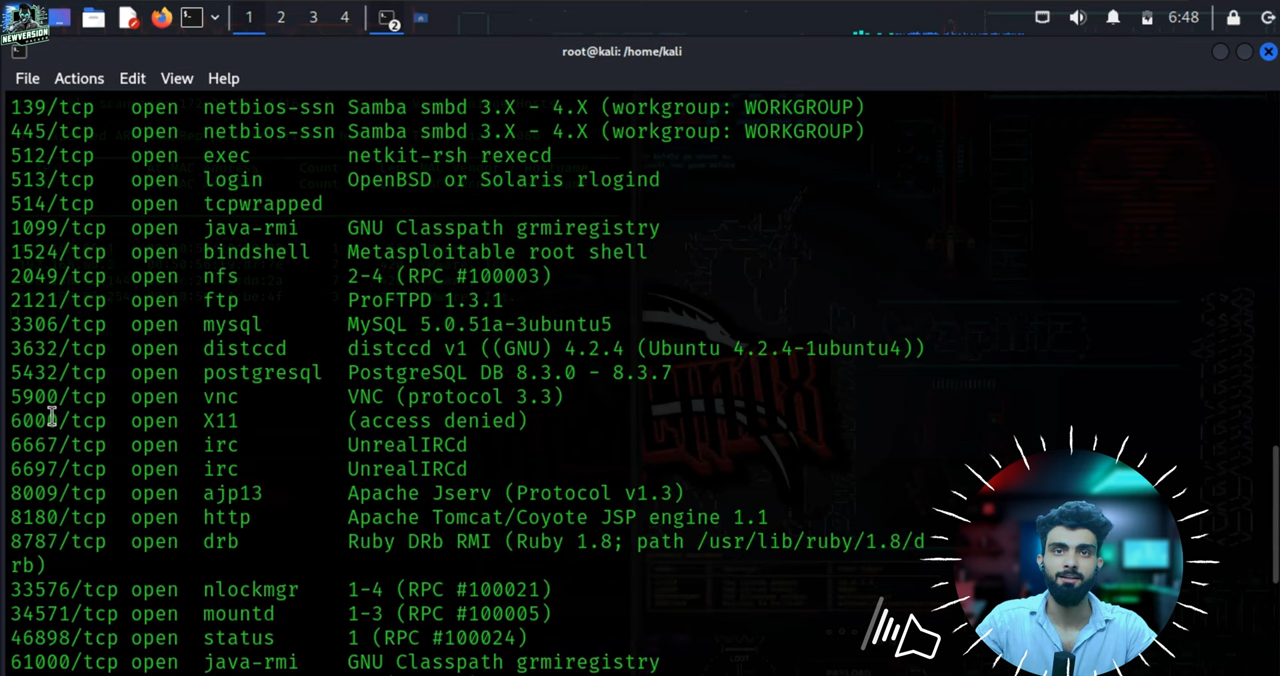 NEWVERSION
1 2 3 4
2
6:48
root@kali: /home/kali
File Actions Edit View Help
139/tcp open netbios-ssn Samba smbd 3.X - 4.X (workgroup: WORKGROUP)
445/tcp open netbios-ssn Samba smbd 3.X - 4.X (workgroup: WORKGROUP)
512/tcp open exec netkit-rsh rexecd
513/tcp open login OpenBSD or Solaris rlogind
514/tcp open tcpwrapped
1099/tcp open java-rmi GNU Classpath grmiregistry
1524/tcp open bindshell Metasploitable root shell
2049/tcp open nfs 2-4 (RPC #100003)
2121/tcp open ftp ProFTPD 1.3.1
3306/tcp open mysql MySQL 5.0.51a-3ubuntu5
3632/tcp open distccd distccd v1 ((GNU) 4.2.4 (Ubuntu 4.2.4-1ubuntu4))
5432/tcp open postgresql PostgreSQL DB 8.3.0 - 8.3.7
5900/tcp open vnc VNC (protocol 3.3)
6000/tcp open X11 (access denied)
6667/tcp open irc UnrealIRCd
6697/tcp open irc UnrealIRCd
8009/tcp open ajp13 Apache Jserv (Protocol v1.3)
8180/tcp open http Apache Tomcat/Coyote JSP engine 1.1
8787/tcp open drb Ruby DRb RMI (Ruby 1.8; path /usr/lib/ruby/1.8/d
rb)
33576/tcp open nlockmgr 1-4 (RPC #100021)
34571/tcp open mountd 1-3 (RPC #100005)
46898/tcp open status 1 (RPC #100024)
61000/tcp open java-rmi GNU Classpath grmiregistry